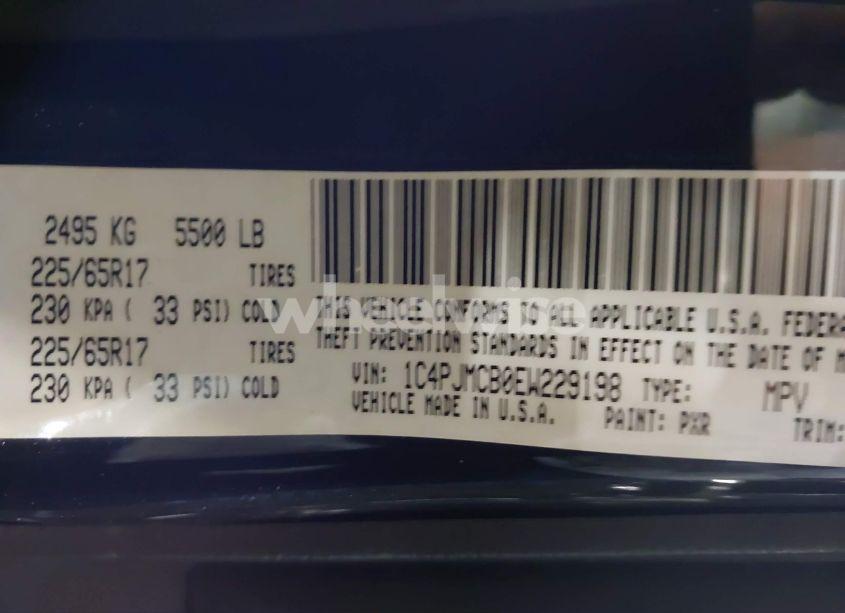 2495 KG 5500 LB
225/65R17 TIRES
230 KPA ( 33 PSI) COLD
225/65R17 TIRES
230 KPA ( 33 PSI) COLD
THIS VEHICLE CONFORMS TO ALL APPLICABLE U.S.A. FEDERA
THEFT PREVENTION STANDARDS IN EFFECT ON THE DATE OF M
VIN: 1C4PJMCB0EW229198 TYPE: MPV
VEHICLE MADE IN U.S.A. PAINT: PXR TRIM:
wheelwise